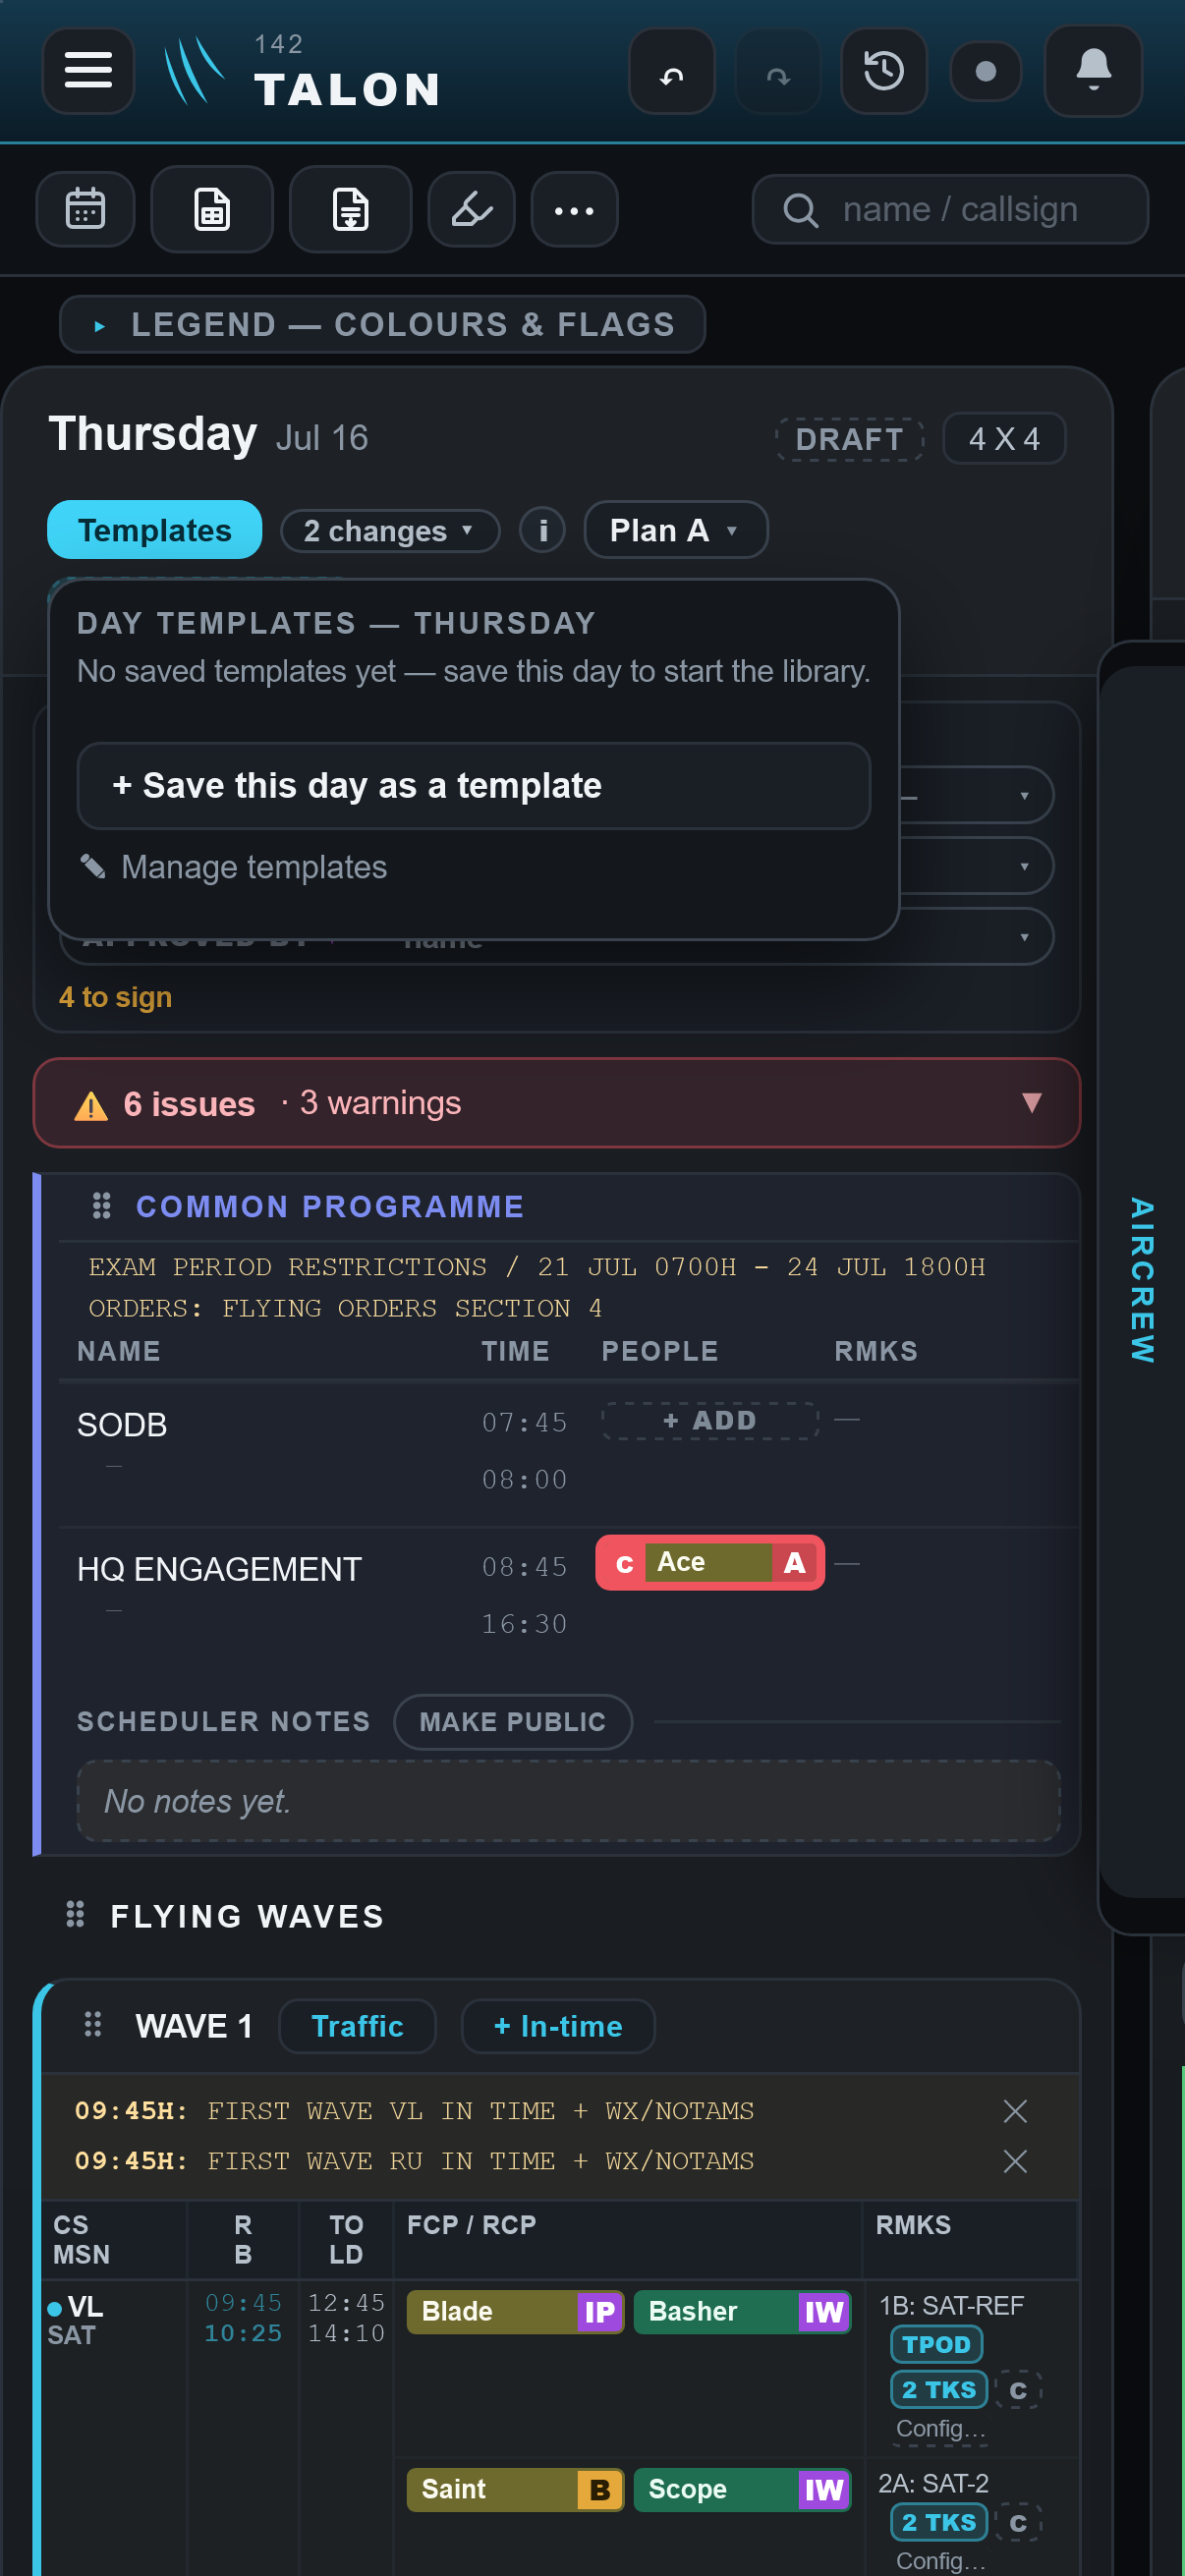 142
TALON
name / callsign
▸ LEGEND — COLOURS & FLAGS
Thursday Jul 16 DRAFT 4 X 4
Templates 2 changes ▾ i Plan A ▾
DAY TEMPLATES — THURSDAY
No saved templates yet — save this day to start the library.
+ Save this day as a template
Manage templates
name
4 to sign
6 issues · 3 warnings ▼
AIRCREW
COMMON PROGRAMME
EXAM PERIOD RESTRICTIONS / 21 JUL 0700H - 24 JUL 1800H
ORDERS: FLYING ORDERS SECTION 4
NAME TIME PEOPLE RMKS
SODB 07:45 + ADD —
— 08:00
HQ ENGAGEMENT 08:45 C Ace A —
— 16:30
SCHEDULER NOTES MAKE PUBLIC
No notes yet.
FLYING WAVES
WAVE 1 Traffic + In-time
09:45H: FIRST WAVE VL IN TIME + WX/NOTAMS
09:45H: FIRST WAVE RU IN TIME + WX/NOTAMS
CS R TO FCP / RCP RMKS
MSN B LD
VL 09:45 12:45 Blade IP Basher IW 1B: SAT-REF
SAT 10:25 14:10 TPOD
2 TKS C
Config...
Saint B Scope IW 2A: SAT-2
2 TKS C
Config...